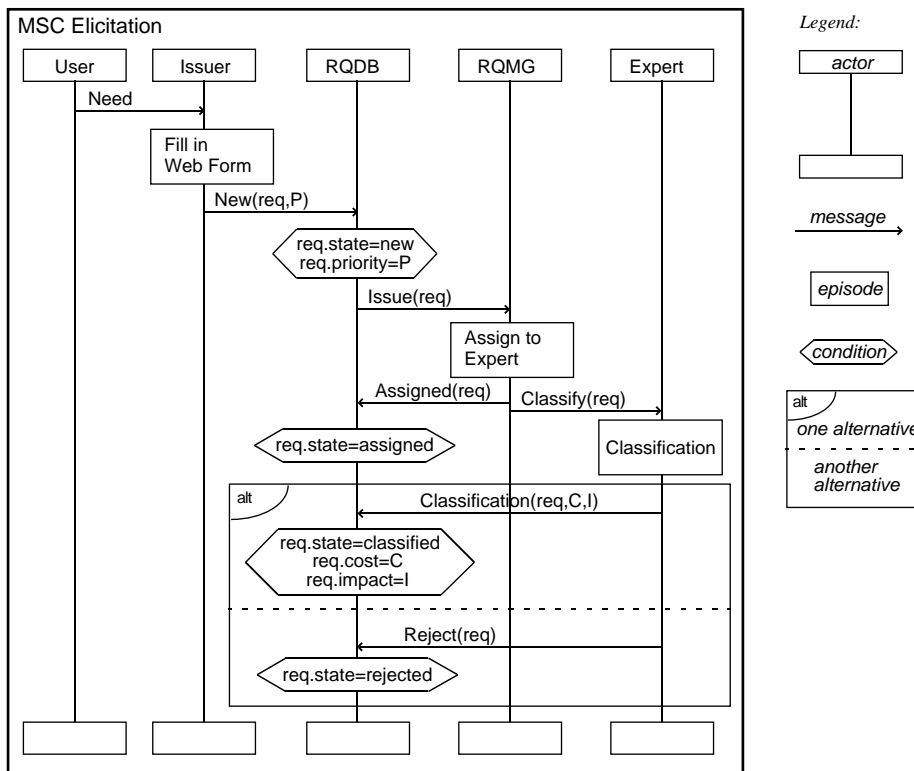 MSC Elicitation
User
Issuer
RQDB
RQMG
Expert
Need
Fill in
Web Form
New(req,P)
req.state=new
req.priority=P
Issue(req)
Assign to
Expert
Assigned(req)
Classify(req)
req.state=assigned
Classification
alt
Classification(req,C,I)
req.state=classified
req.cost=C
req.impact=I
Reject(req)
req.state=rejected
Legend:
actor
message
episode
condition
alt
one alternative
another
alternative